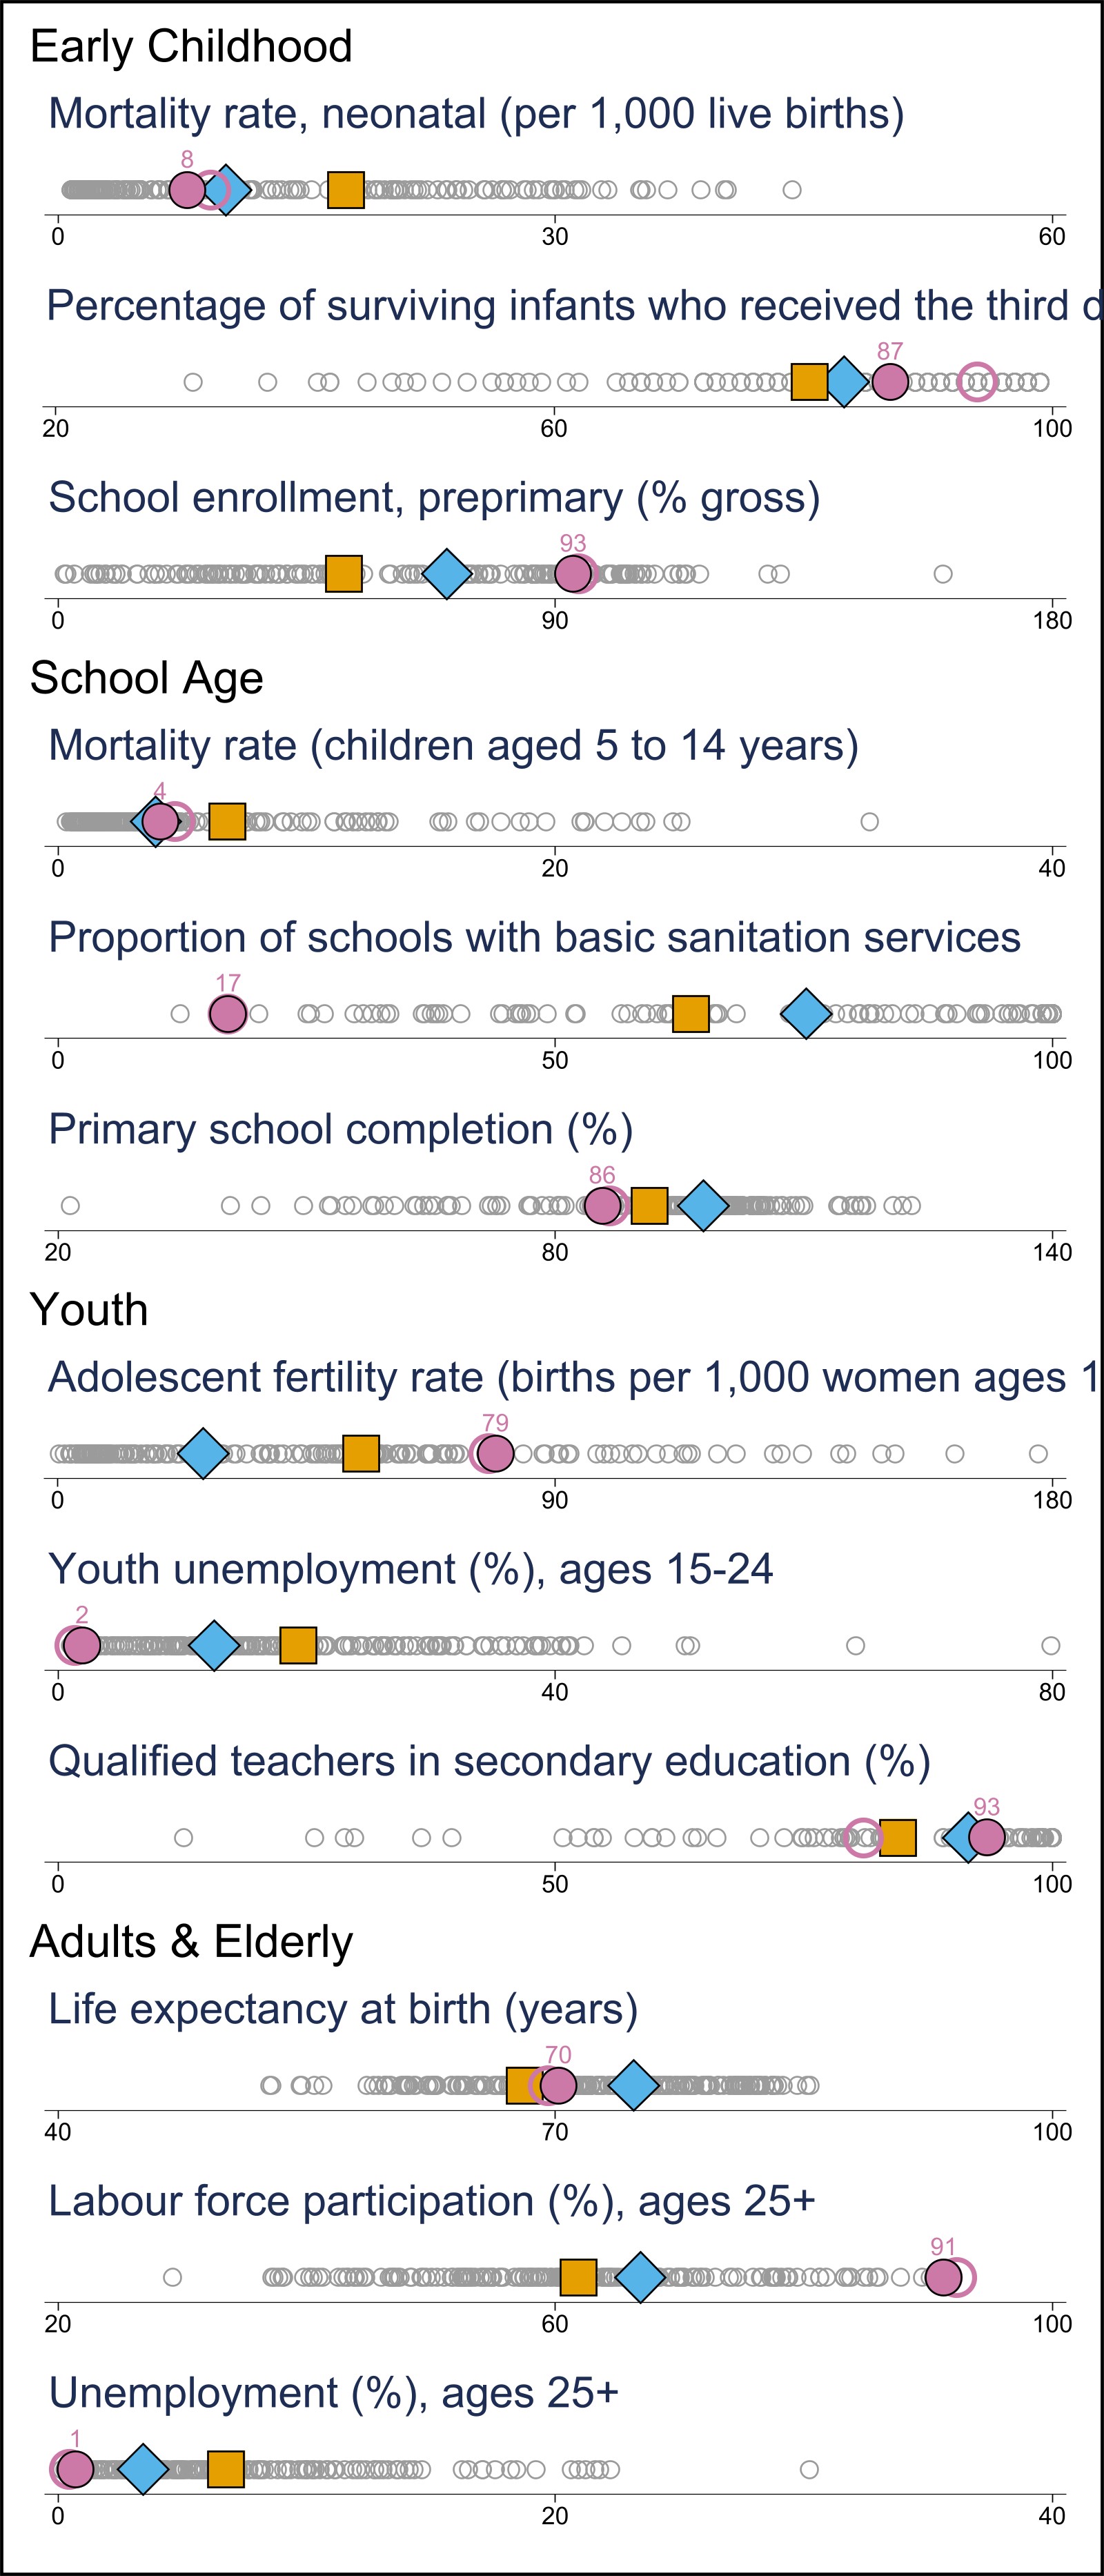 Early Childhood
Mortality rate, neonatal (per 1,000 live births)
8
0 30 60
Percentage of surviving infants who received the third d
87
20 60 100
School enrollment, preprimary (% gross)
93
0 90 180
School Age
Mortality rate (children aged 5 to 14 years)
4
0 20 40
Proportion of schools with basic sanitation services
17
0 50 100
Primary school completion (%)
86
20 80 140
Youth
Adolescent fertility rate (births per 1,000 women ages 1
79
0 90 180
Youth unemployment (%), ages 15-24
2
0 40 80
Qualified teachers in secondary education (%)
93
0 50 100
Adults & Elderly
Life expectancy at birth (years)
70
40 70 100
Labour force participation (%), ages 25+
91
20 60 100
Unemployment (%), ages 25+
1
0 20 40